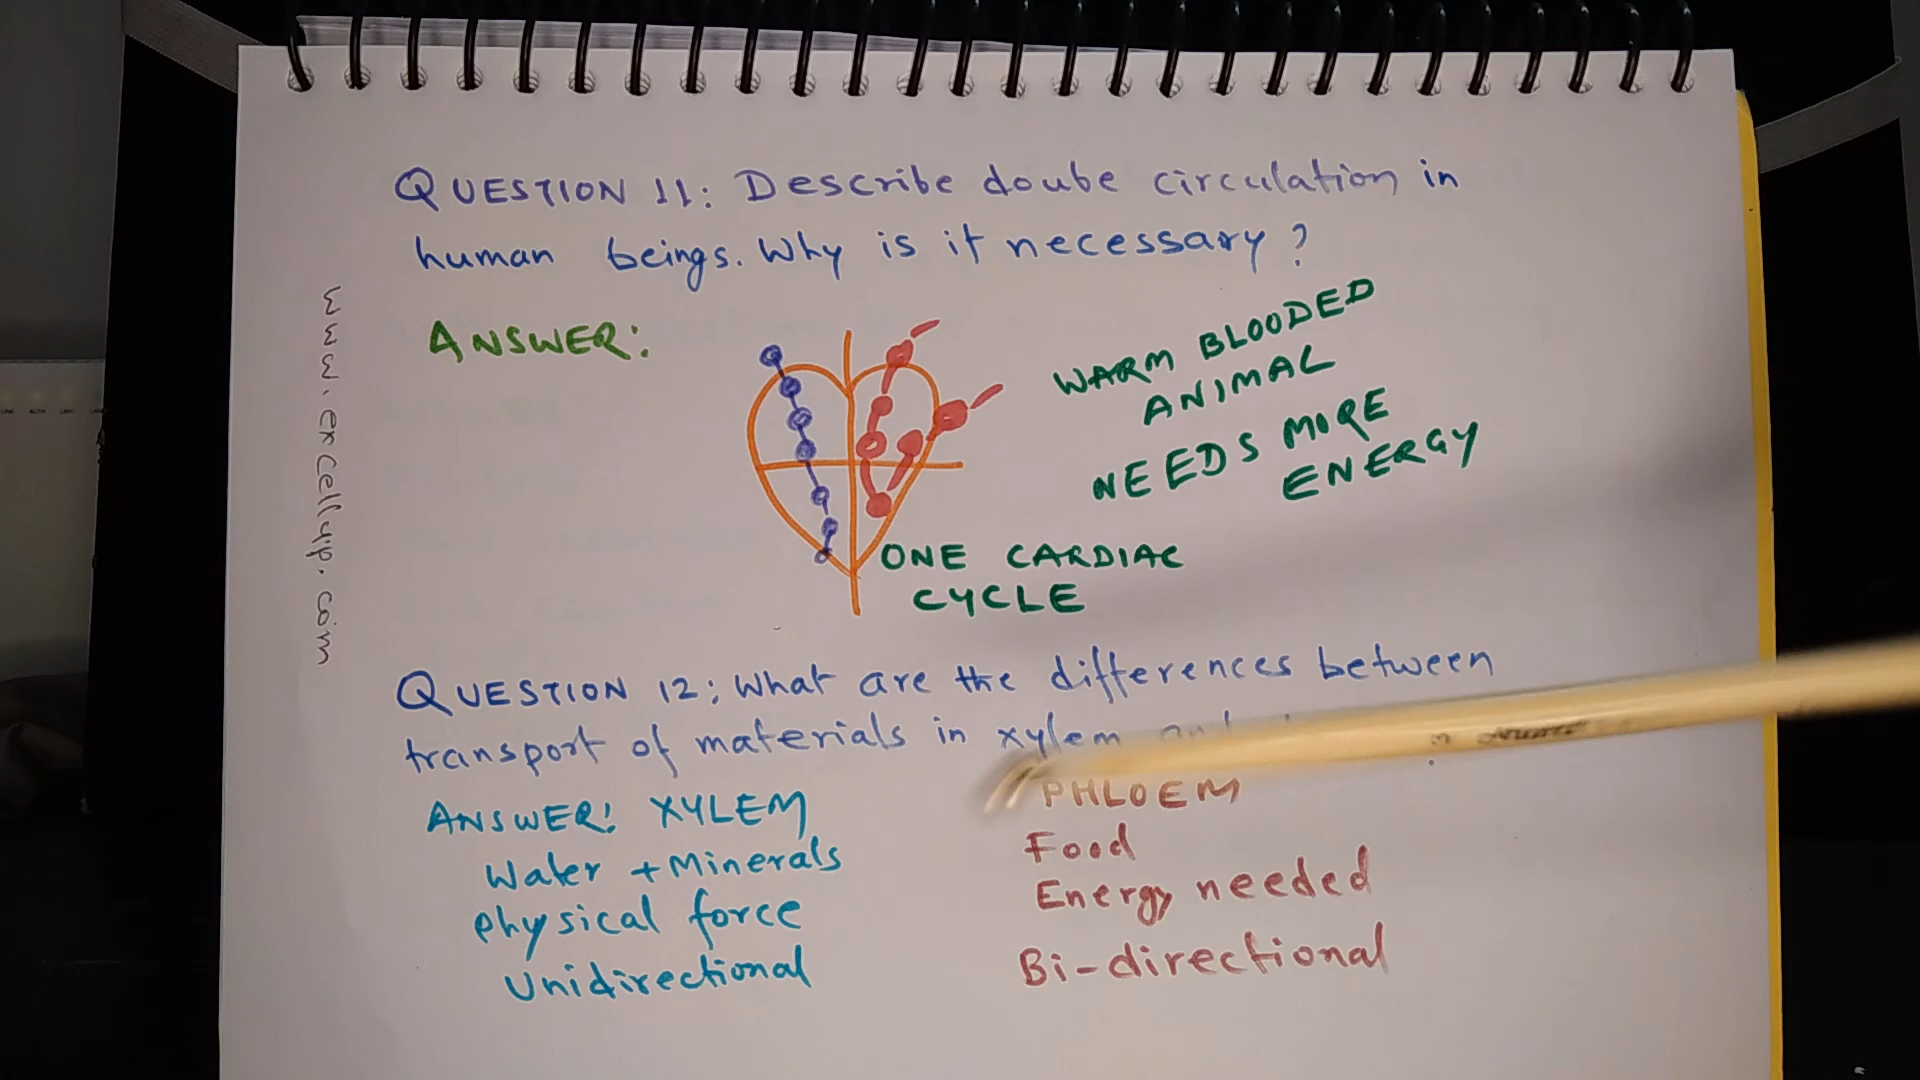 QUESTION 11: Describe doube circulation in
human beings. Why is it necessary?
ANSWER:
WARM BLOODED
ANIMAL
NEEDS MORE
ENERGY
ONE CARDIAC
CYCLE
www.excellup.com
QUESTION 12: What are the differences between
transport of materials in xylem
ANSWER: XYLEM
Water + Minerals
Physical force
Unidirectional
PHLOEM
Food
Energy needed
Bi-directional